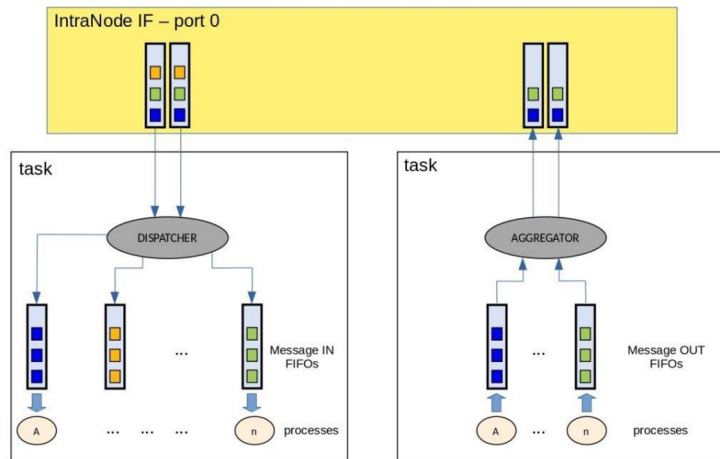 IntraNode IF – port 0
task
task
DISPATCHER
AGGREGATOR
...
Message IN
FIFOs
...
Message OUT
FIFOs
A
... ... ...
n
processes
A
...
n
processes